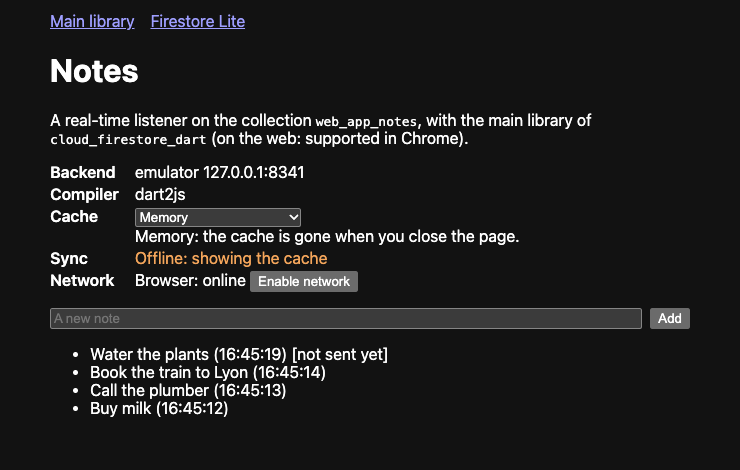 Main library Firestore Lite
Notes
A real-time listener on the collection web_app_notes, with the main library of
cloud_firestore_dart (on the web: supported in Chrome).
Backend emulator 127.0.0.1:8341
Compiler dart2js
Cache Memory
Memory: the cache is gone when you close the page.
Sync Offline: showing the cache
Network Browser: online Enable network
A new note Add
• Water the plants (16:45:19) [not sent yet]
• Book the train to Lyon (16:45:14)
• Call the plumber (16:45:13)
• Buy milk (16:45:12)